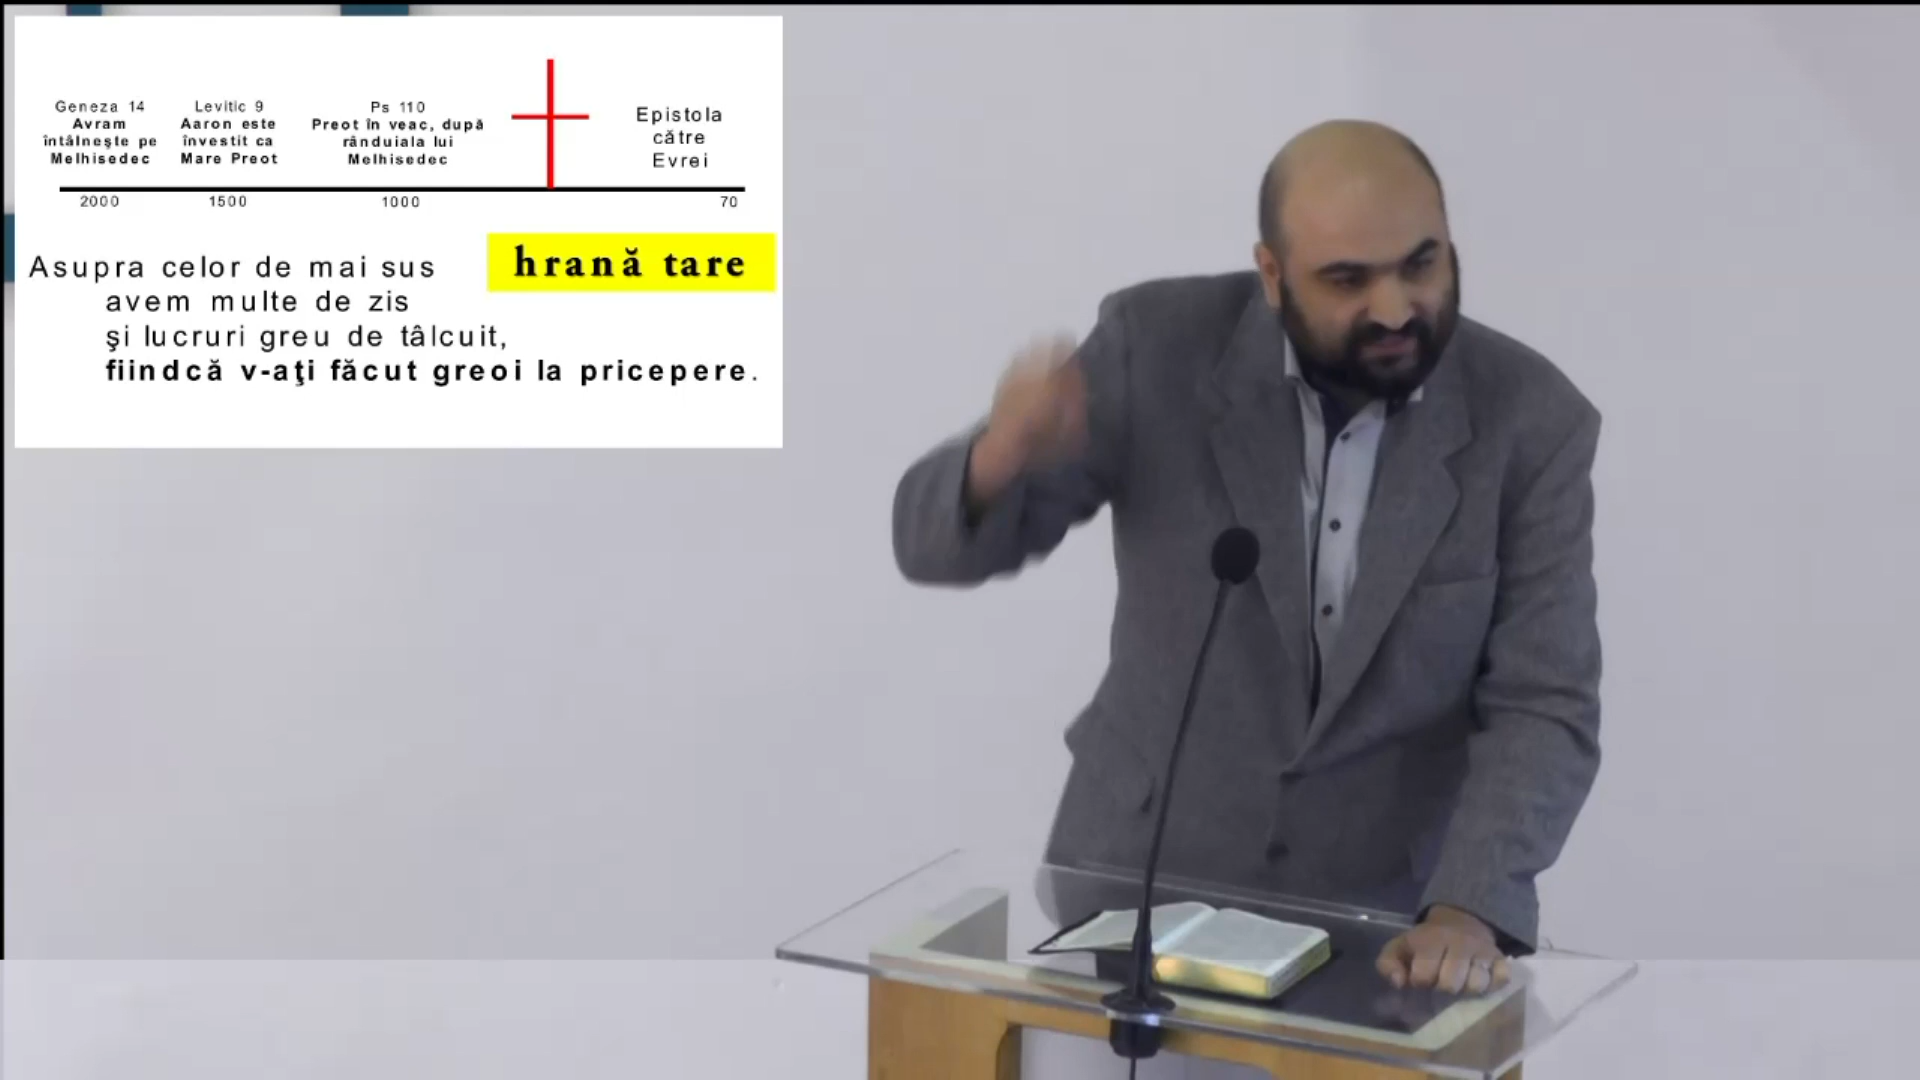 Geneza 14
Avram
întâlneşte pe
Melhisedec
Levitic 9
Aaron este
învestit ca
Mare Preot
Ps 110
Preot în veac, după
rânduiala lui
Melhisedec
Epistola
către
Evrei
2000 1500 1000 70
hrană tare
Asupra celor de mai sus
avem multe de zis
şi lucruri greu de tâlcuit,
fiindcă v-aţi făcut greoi la pricepere.